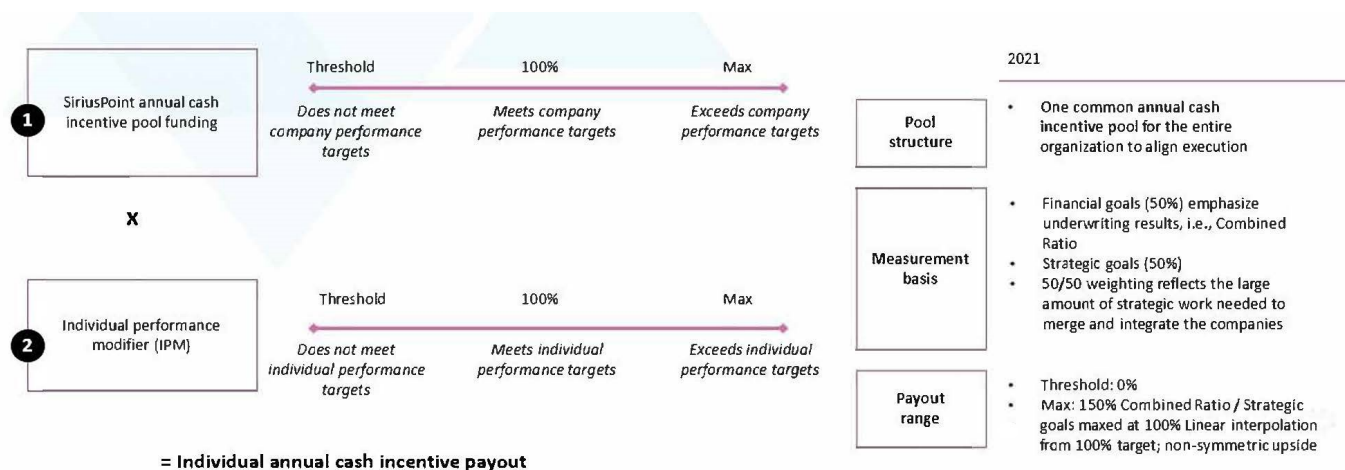 1
SiriusPoint annual cash
incentive pool funding
Threshold
100%
Max
Does not meet
company performance
targets
Meets company
performance targets
Exceeds company
performance targets
X
2
Individual performance
modifier (IPM)
Threshold
100%
Max
Does not meet
individual performance
targets
Meets individual
performance targets
Exceeds individual
performance targets
= Individual annual cash incentive payout
2021
Pool
structure
• One common annual cash
incentive pool for the entire
organization to align execution
Measurement
basis
• Financial goals (50%) emphasize
underwriting results, i.e., Combined
Ratio
• Strategic goals (50%)
• 50/50 weighting reflects the large
amount of strategic work needed to
merge and integrate the companies
Payout
range
• Threshold: 0%
• Max: 150% Combined Ratio / Strategic
goals maxed at 100% Linear interpolation
from 100% target; non-symmetric upside